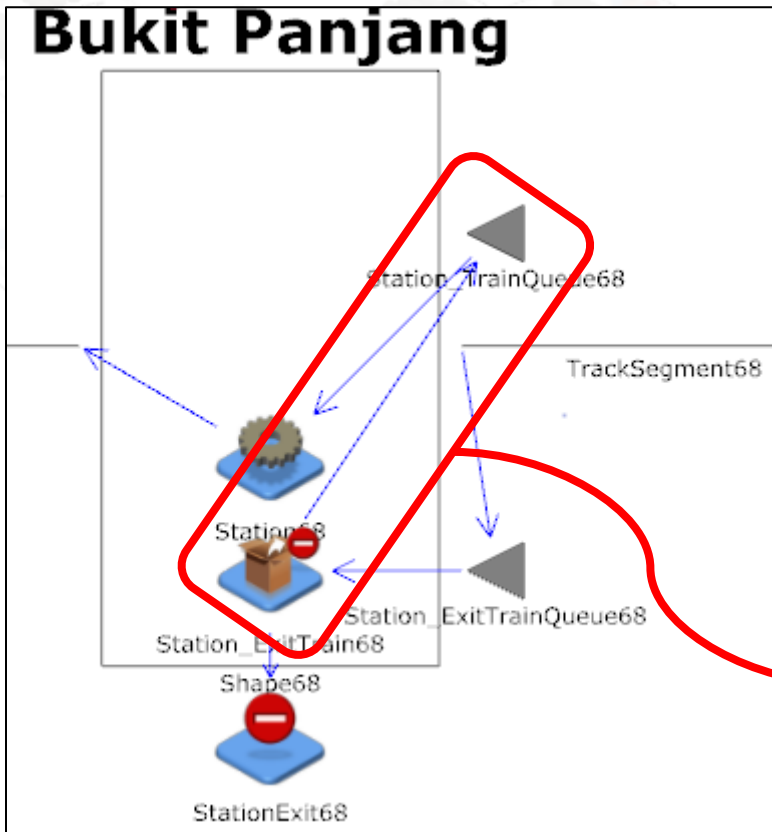 Bukit Panjang
Station_TrainQueue68
TrackSegment68
Station68
Station_ExitTrainQueue68
Station_ExitTrain68
Shape68
StationExit68